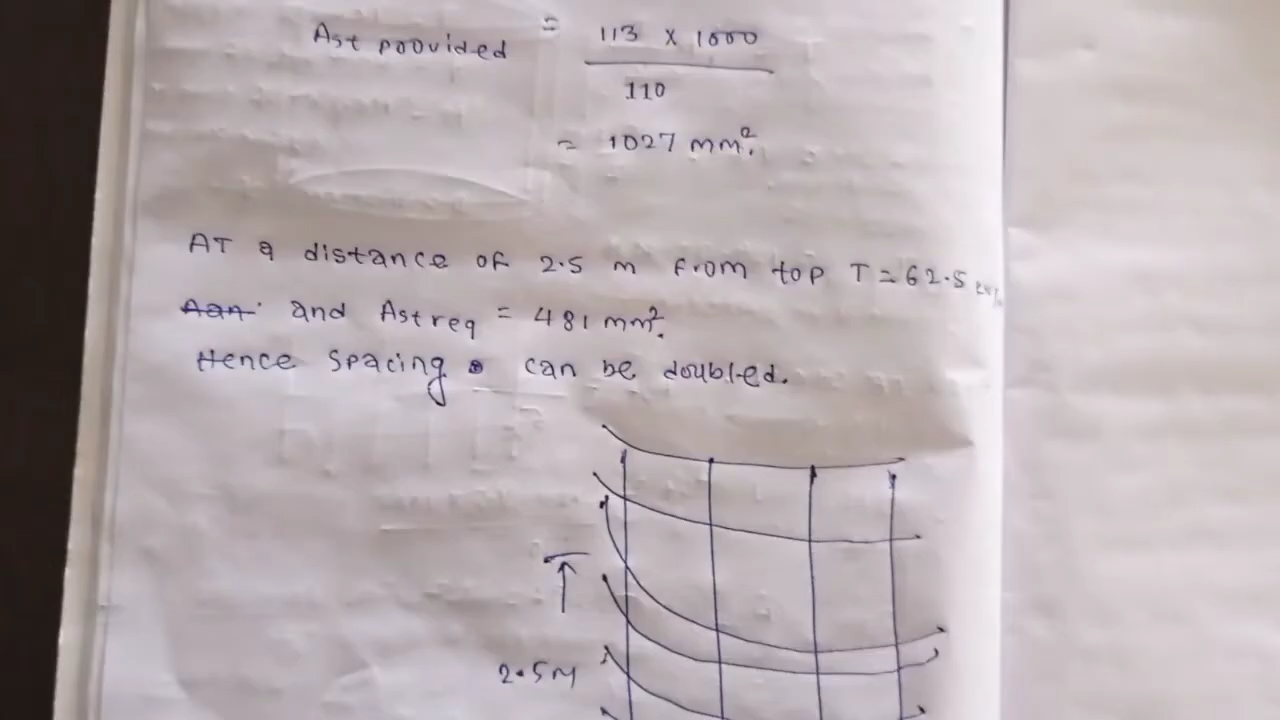 Ast provided = 113 x 1000
110
= 1027 mm².
AT a distance of 2.5 m from top T = 62.5
and Ast req = 481 mm².
Hence spacing can be doubled.
2.5M